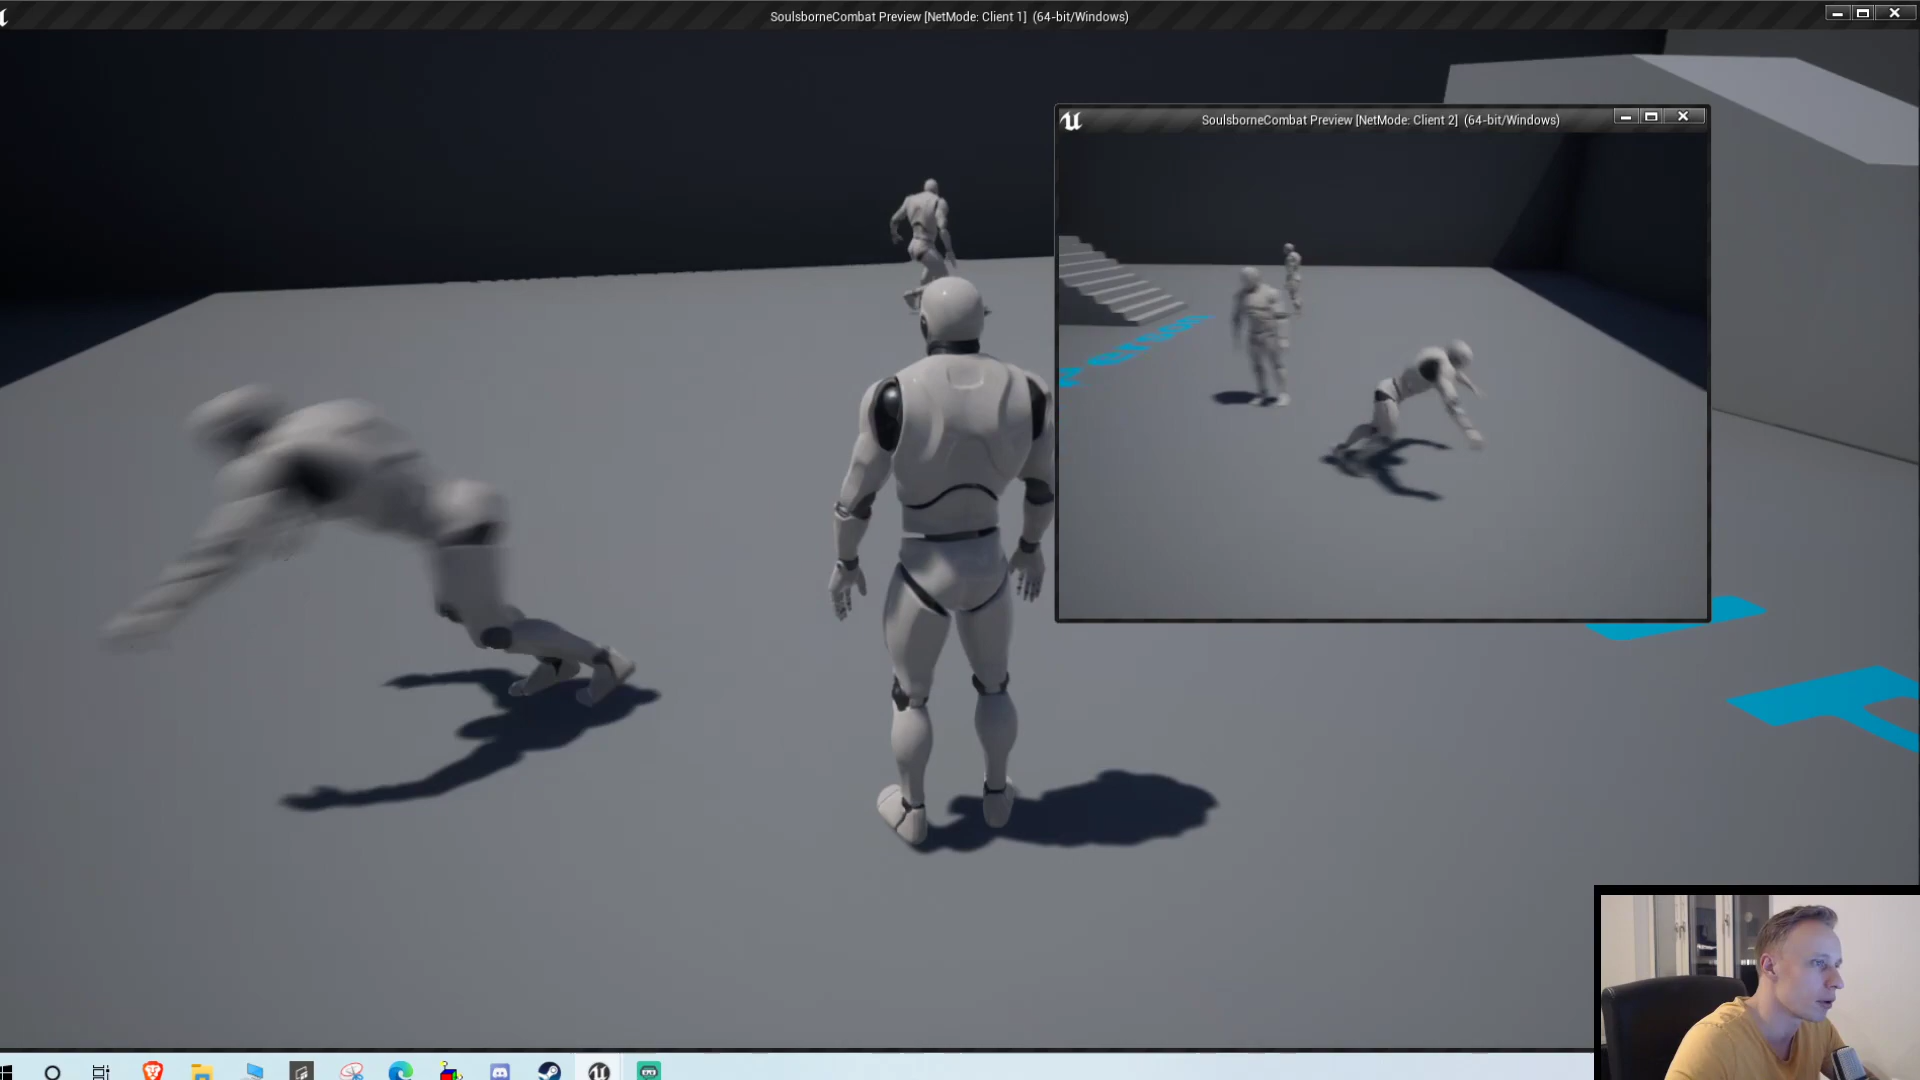 SoulsborneCombat Preview [NetMode: Client 1] (64-bit/Windows)
SoulsborneCombat Preview [NetMode: Client 2] (64-bit/Windows)